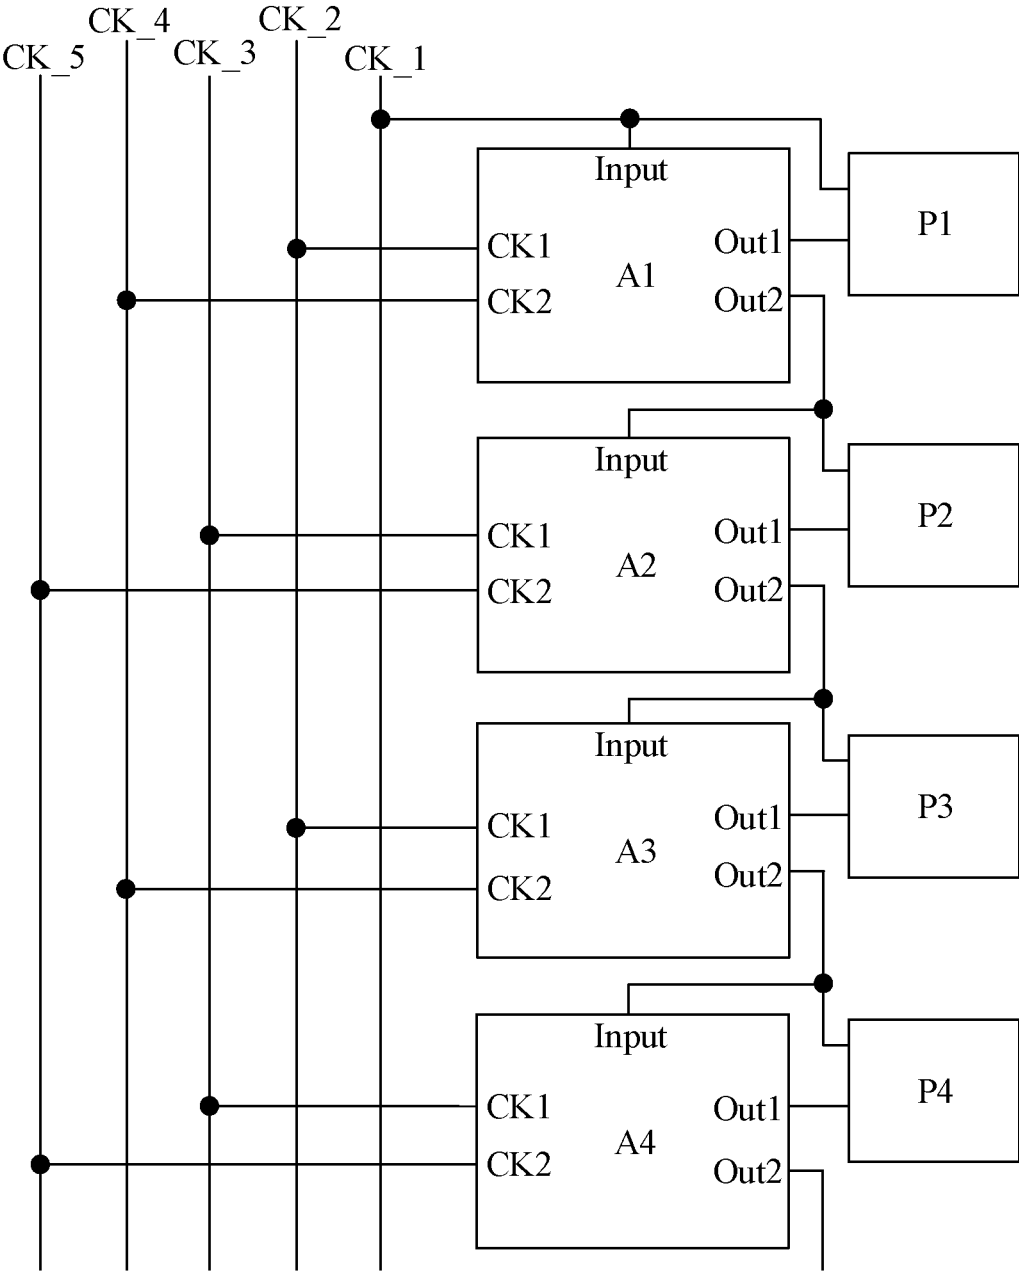 CK_5
CK_4
CK_3
CK_2
CK_1
Input
CK1
CK2
A1
Out1
Out2
P1
Input
CK1
CK2
A2
Out1
Out2
P2
Input
CK1
CK2
A3
Out1
Out2
P3
Input
CK1
CK2
A4
Out1
Out2
P4